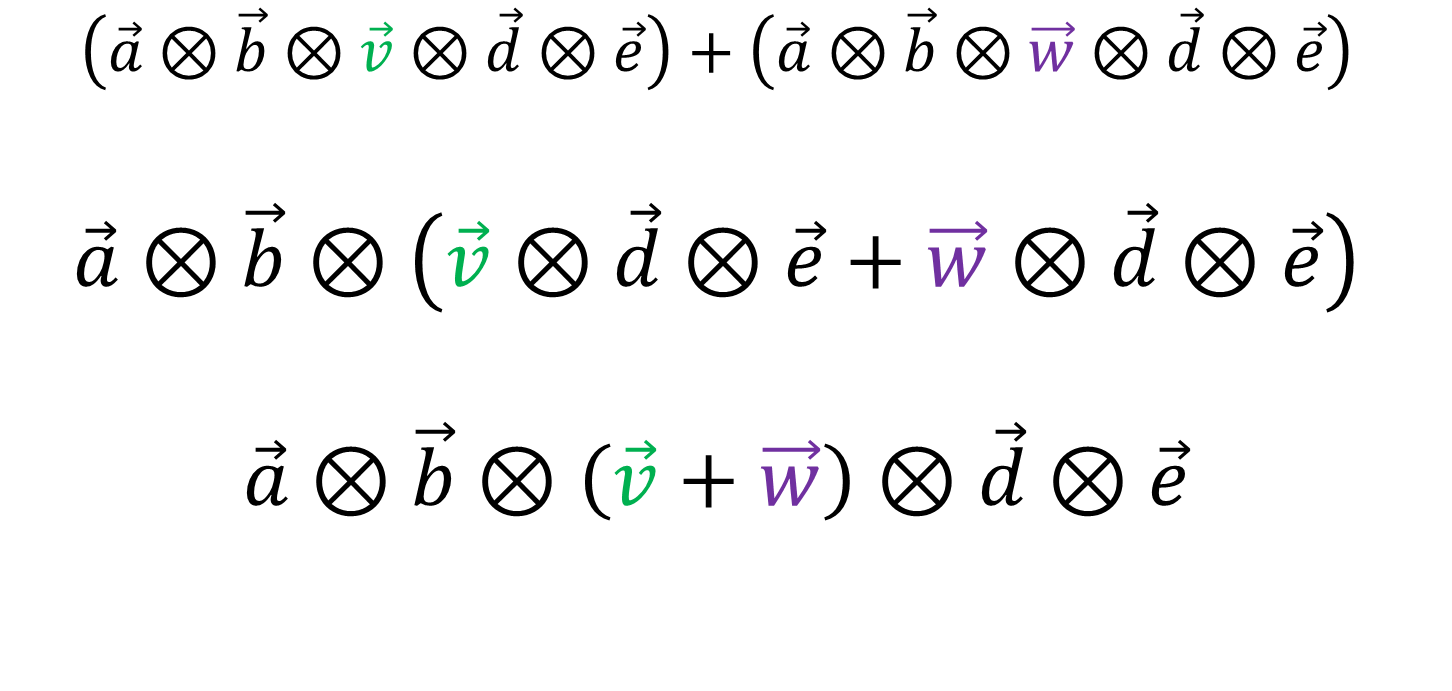 (a⃗ ⊗ b⃗ ⊗ v⃗ ⊗ d⃗ ⊗ e⃗) + (a⃗ ⊗ b⃗ ⊗ w⃗ ⊗ d⃗ ⊗ e⃗)
a⃗ ⊗ b⃗ ⊗ (v⃗ ⊗ d⃗ ⊗ e⃗ + w⃗ ⊗ d⃗ ⊗ e⃗)
a⃗ ⊗ b⃗ ⊗ (v⃗ + w⃗) ⊗ d⃗ ⊗ e⃗